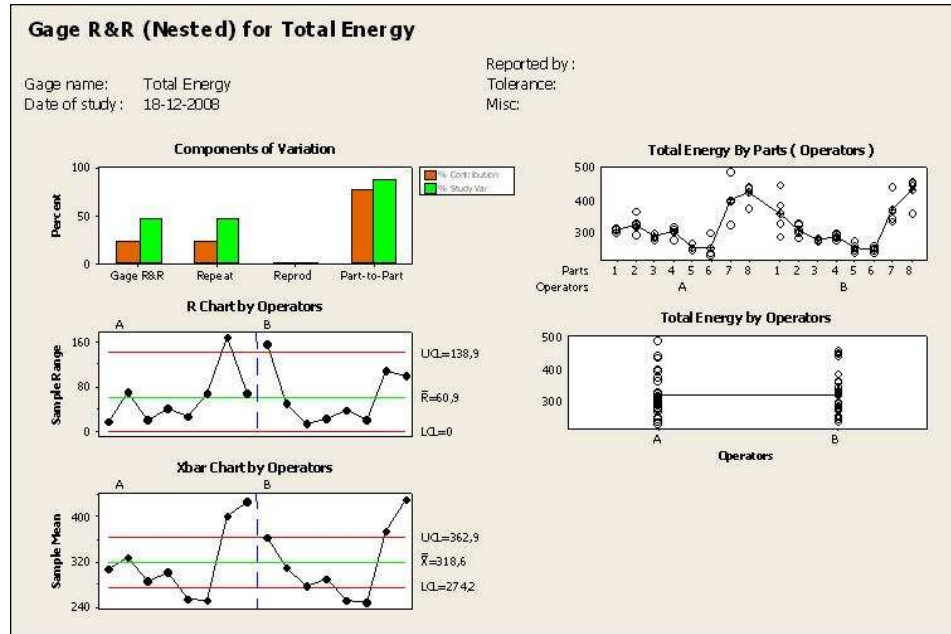 Gage R&R (Nested) for Total Energy
Gage name: Total Energy
Date of study: 18-12-2008
Reported by:
Tolerance:
Misc:
Components of Variation
100
50
0
Percent
Gage R&R Repeat Reprod Part-to-Part
% Contribution
% Study Var
R Chart by Operators
A B
160
80
0
Sample Range
UCL=138,9
R=60,9
LCL=0
Xbar Chart by Operators
A B
400
320
240
Sample Mean
UCL=362,9
X=318,6
LCL=274,2
Total Energy By Parts ( Operators )
500
400
300
Parts 1 2 3 4 5 6 7 8 1 2 3 4 5 6 7 8
Operators A B
Total Energy by Operators
500
400
300
A B
Operators